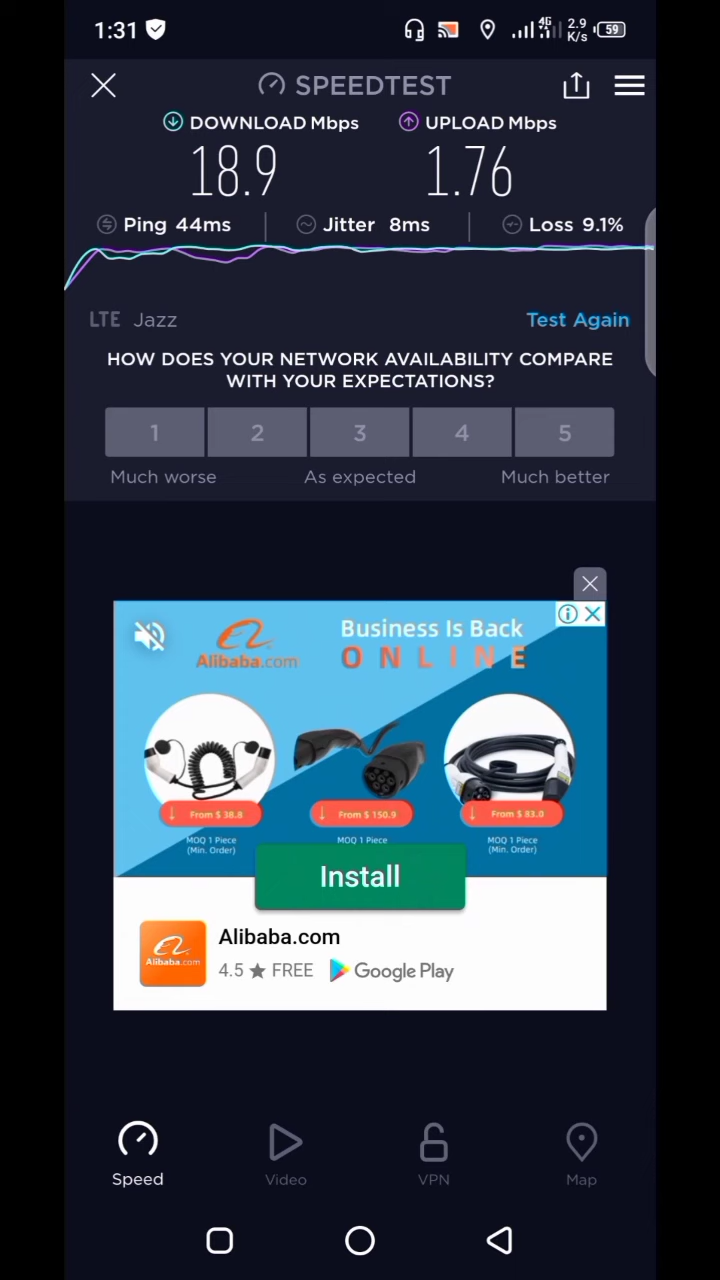 1:31 4G 2.9 K/s 59
SPEEDTEST
DOWNLOAD Mbps UPLOAD Mbps
18.9 1.76
Ping 44ms Jitter 8ms Loss 9.1%
LTE Jazz Test Again
HOW DOES YOUR NETWORK AVAILABILITY COMPARE
WITH YOUR EXPECTATIONS?
1 2 3 4 5
Much worse As expected Much better
Alibaba.com Business Is Back
ONLINE
From $ 38.8 From $ 150.9 From $ 83.0
MOQ 1 Piece MOQ 1 Piece MOQ 1 Piece
(Min. Order) (Min. Order)
Install
Alibaba.com
Alibaba.com
4.5 ★ FREE Google Play
Speed Video VPN Map